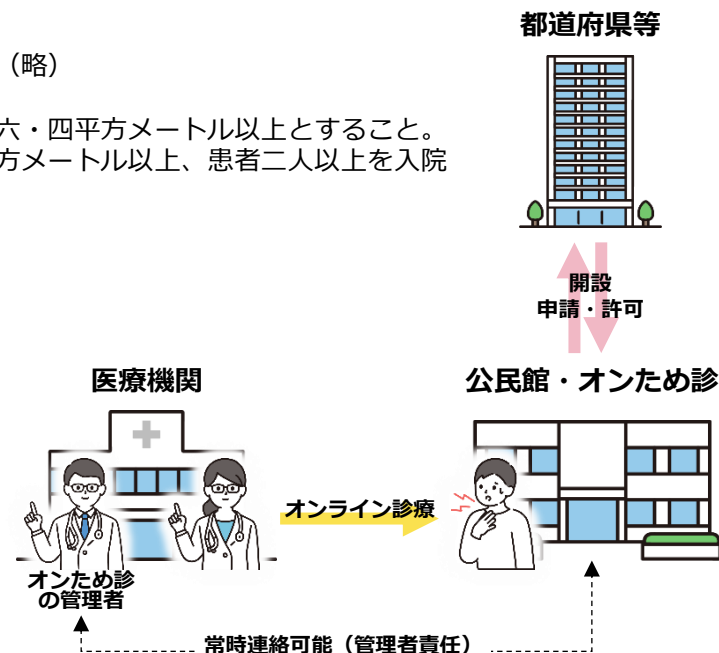 都道府県等
（略）
六・四平方メートル以上とすること。
方メートル以上、患者二人以上を入院
開設
申請・許可
医療機関
公民館・オンため診
オンライン診療
オンため診
の管理者
常時連絡可能（管理者責任）